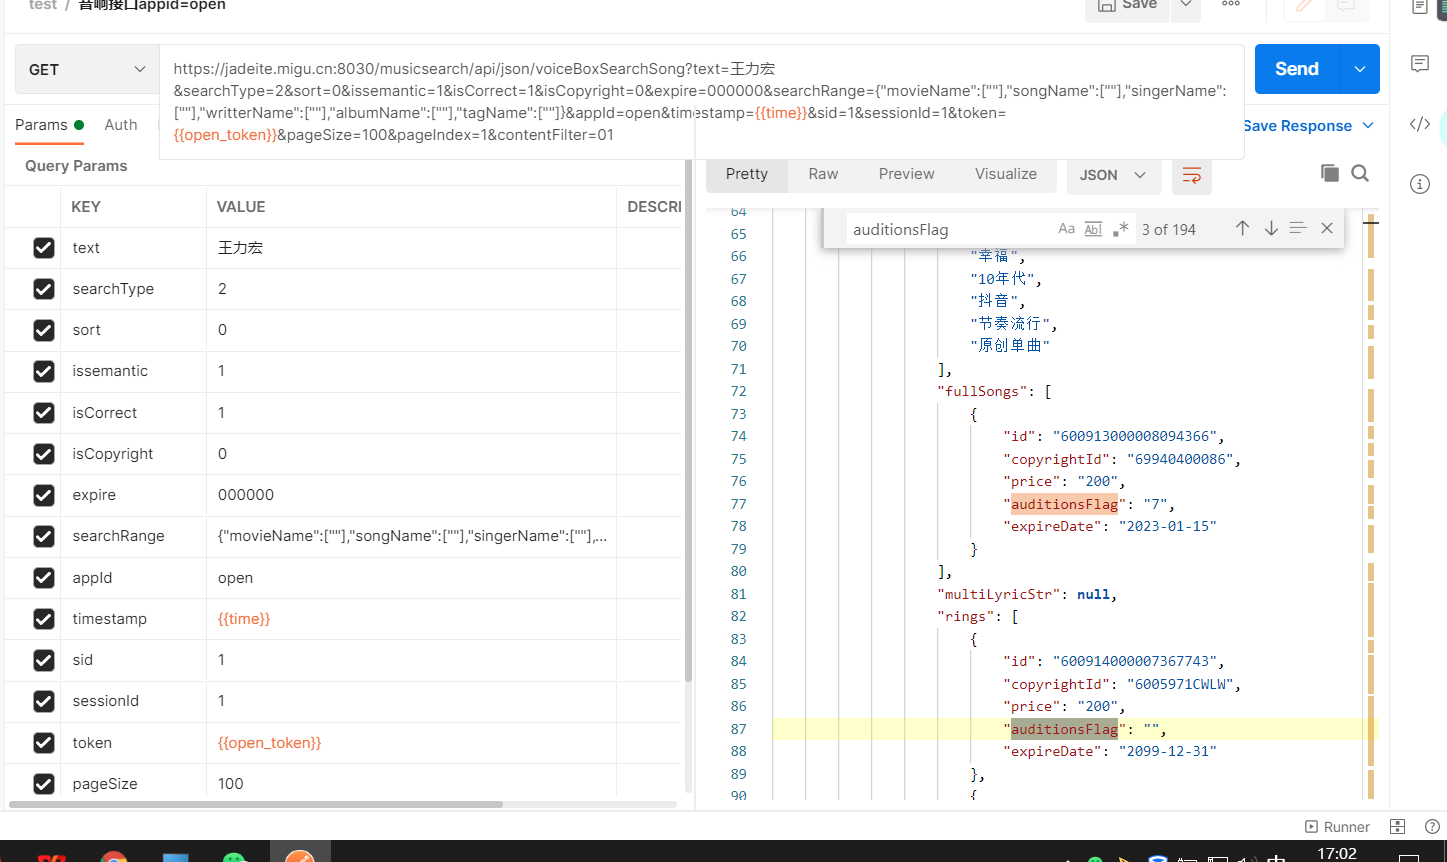 test / 音响接口appid=open
Save
GET
https://jadeite.migu.cn:8030/musicsearch/api/json/voiceBoxSearchSong?text=王力宏
&searchType=2&sort=0&issemantic=1&isCorrect=1&isCopyright=0&expire=000000&searchRange={"movieName":[""],"songName":[""],"singerName":
[""],"writterName":[""],"albumName":[""],"tagName":[""]}&appId=open&timestamp={{time}}&sid=1&sessionId=1&token=
{{open_token}}&pageSize=100&pageIndex=1&contentFilter=01
Send
Params
Auth
Save Response
Query Params
Pretty
Raw
Preview
Visualize
JSON
KEY
VALUE
DESCRI
text
王力宏
searchType
2
sort
0
issemantic
1
isCorrect
1
isCopyright
0
expire
000000
searchRange
{"movieName":[""],"songName":[""],"singerName":[""],...
appId
open
timestamp
{{time}}
sid
1
sessionId
1
token
{{open_token}}
pageSize
100
auditionsFlag
Aa
Abl
.*
3 of 194
64
65
66 "幸福",
67 "10年代",
68 "抖音",
69 "节奏流行",
70 "原创单曲"
71 ],
72 "fullSongs": [
73 {
74 "id": "600913000008094366",
75 "copyrightId": "69940400086",
76 "price": "200",
77 "auditionsFlag": "7",
78 "expireDate": "2023-01-15"
79 }
80 ],
81 "multiLyricStr": null,
82 "rings": [
83 {
84 "id": "600914000007367743",
85 "copyrightId": "6005971CWLW",
86 "price": "200",
87 "auditionsFlag": "",
88 "expireDate": "2099-12-31"
89 },
90 {
Runner
中
17:02